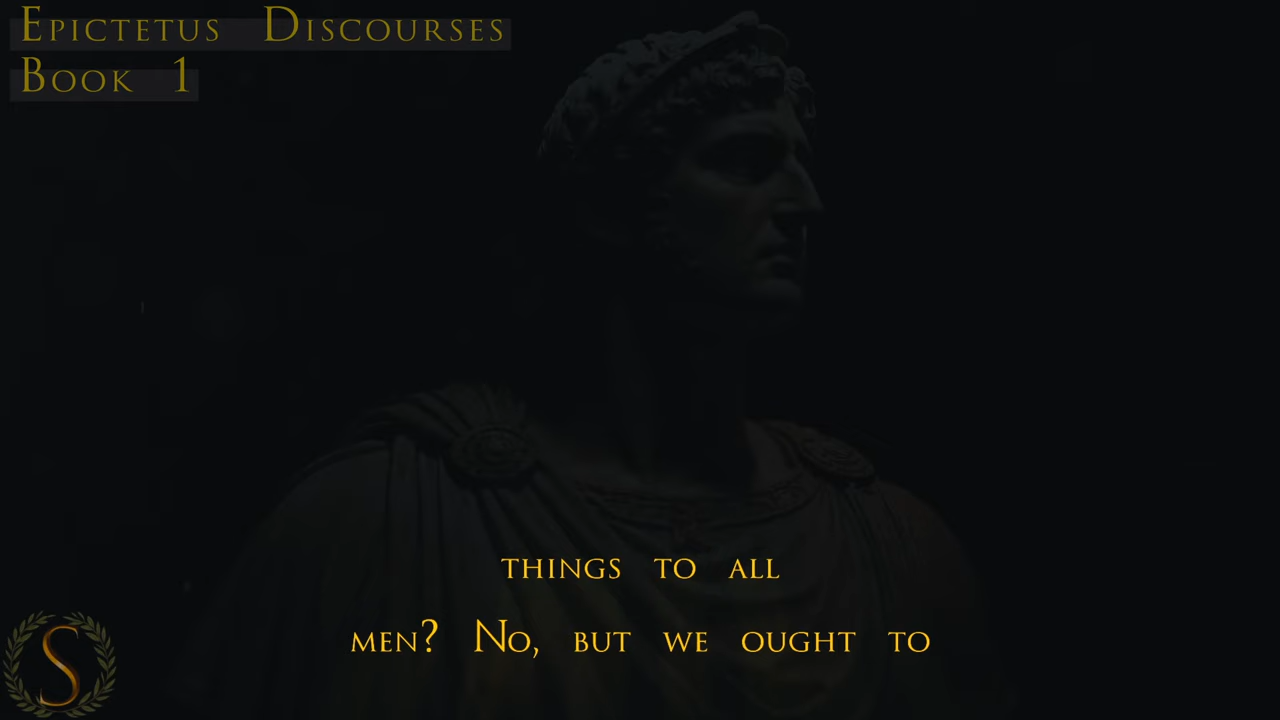 Epictetus Discourses
Book 1
things to all
men? No, but we ought to
S